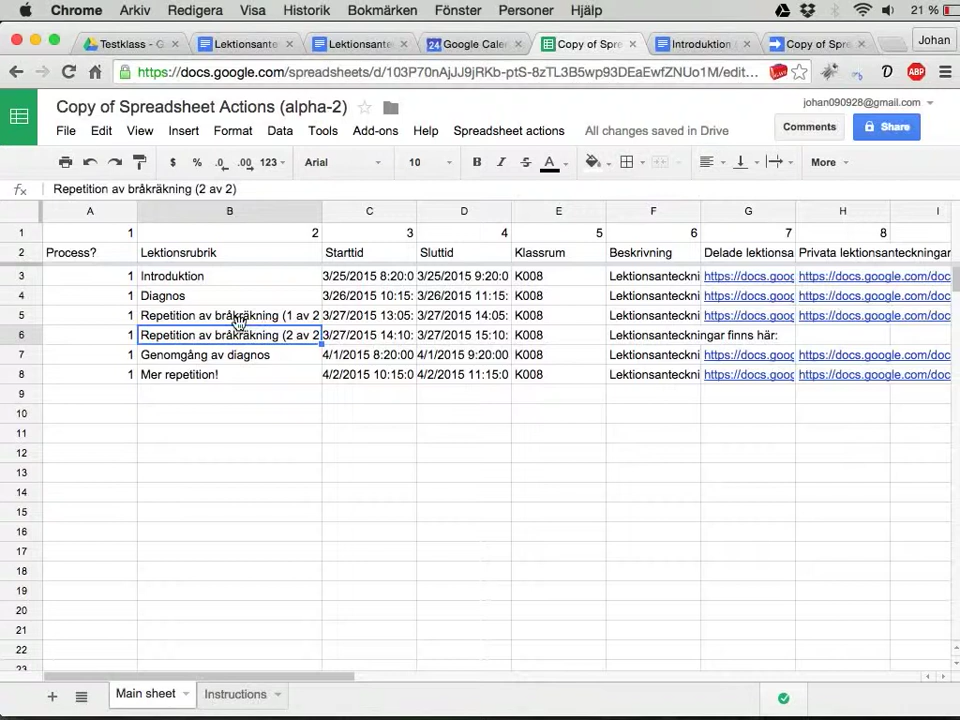 Chrome Arkiv Redigera Visa Historik Bokmärken Fönster Personer Hjälp 21 %
Testklass - G Lektionsante Lektionsante 24 Google Cale Copy of Spre Introduktion Copy of Spre Johan
https://docs.google.com/spreadsheets/d/103P70nAjJJ9jRKb-ptS-8zTL3B5wp93DEaEwfZNUo1M/edit... D ABP
Copy of Spreadsheet Actions (alpha-2)
johan090928@gmail.com
File Edit View Insert Format Data Tools Add-ons Help Spreadsheet actions All changes saved in Drive Comments Share
$ % .0 .00 123 Arial 10 B I S A More
fx Repetition av bråkräkning (2 av 2)
A B C D E F G H I
1 1 2 3 4 5 6 7 8
2 Process? Lektionsrubrik Starttid Sluttid Klassrum Beskrivning Delade lektionsa Privata lektionsanteckningar
3 1 Introduktion 3/25/2015 8:20:0 3/25/2015 9:20:0 K008 Lektionsanteckni https://docs.goog https://docs.google.com/doc
4 1 Diagnos 3/26/2015 10:15: 3/26/2015 11:15: K008 Lektionsanteckni https://docs.goog https://docs.google.com/doc
5 1 Repetition av bråkräkning (1 av 2 3/27/2015 13:05: 3/27/2015 14:05: K008 Lektionsanteckni https://docs.goog https://docs.google.com/doc
6 1 Repetition av bråkräkning (2 av 2 3/27/2015 14:10: 3/27/2015 15:10: K008 Lektionsanteckningar finns här:
7 1 Genomgång av diagnos 4/1/2015 8:20:00 4/1/2015 9:20:00 K008 Lektionsanteckni https://docs.goog https://docs.google.com/doc
8 1 Mer repetition! 4/2/2015 10:15:0 4/2/2015 11:15:0 K008 Lektionsanteckni https://docs.goog https://docs.google.com/doc
9
10
11
12
13
14
15
16
17
18
19
20
21
22
23
Main sheet Instructions